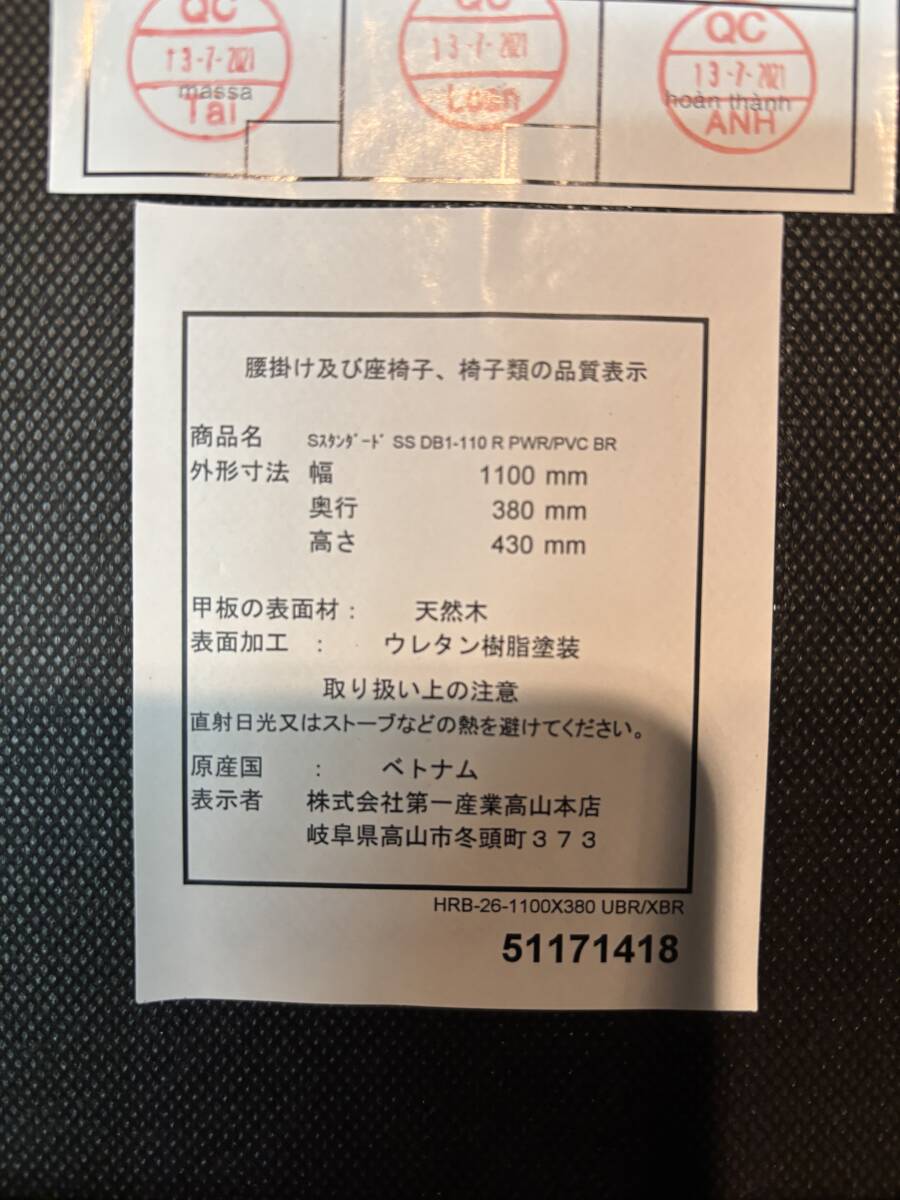 QC QC QC
13-7-2021 13-7-2021 13-7-2021
massa hoàn thành
Tài Loan ANH
腰掛け及び座椅子、椅子類の品質表示
商品名 Sｽﾀﾝﾀﾞｰﾄﾞ SS DB1-110 R PWR/PVC BR
外形寸法 幅 1100 mm
奥行 380 mm
高さ 430 mm
甲板の表面材： 天然木
表面加工 ： ウレタン樹脂塗装
取り扱い上の注意
直射日光又はストーブなどの熱を避けてください。
原産国 ： ベトナム
表示者 株式会社第一産業高山本店
岐阜県高山市冬頭町３７３
HRB-26-1100X380 UBR/XBR
51171418